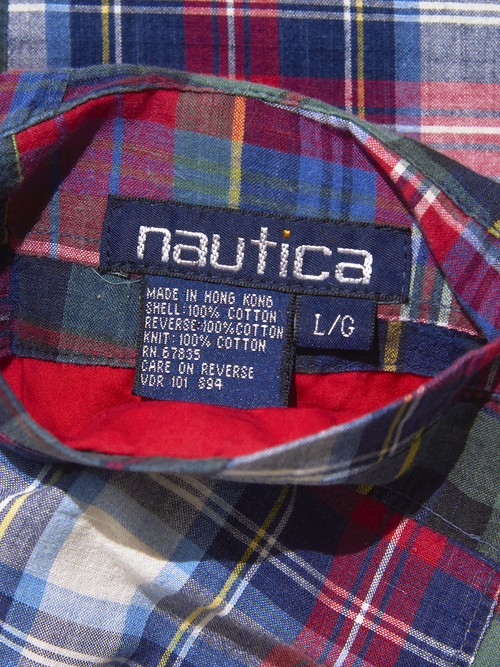 nautica
MADE IN HONG KONG
SHELL:100% COTTON
REVERSE:100%COTTON
KNIT:100% COTTON
RN 67835
CARE ON REVERSE
VDR 101 S94
L/G